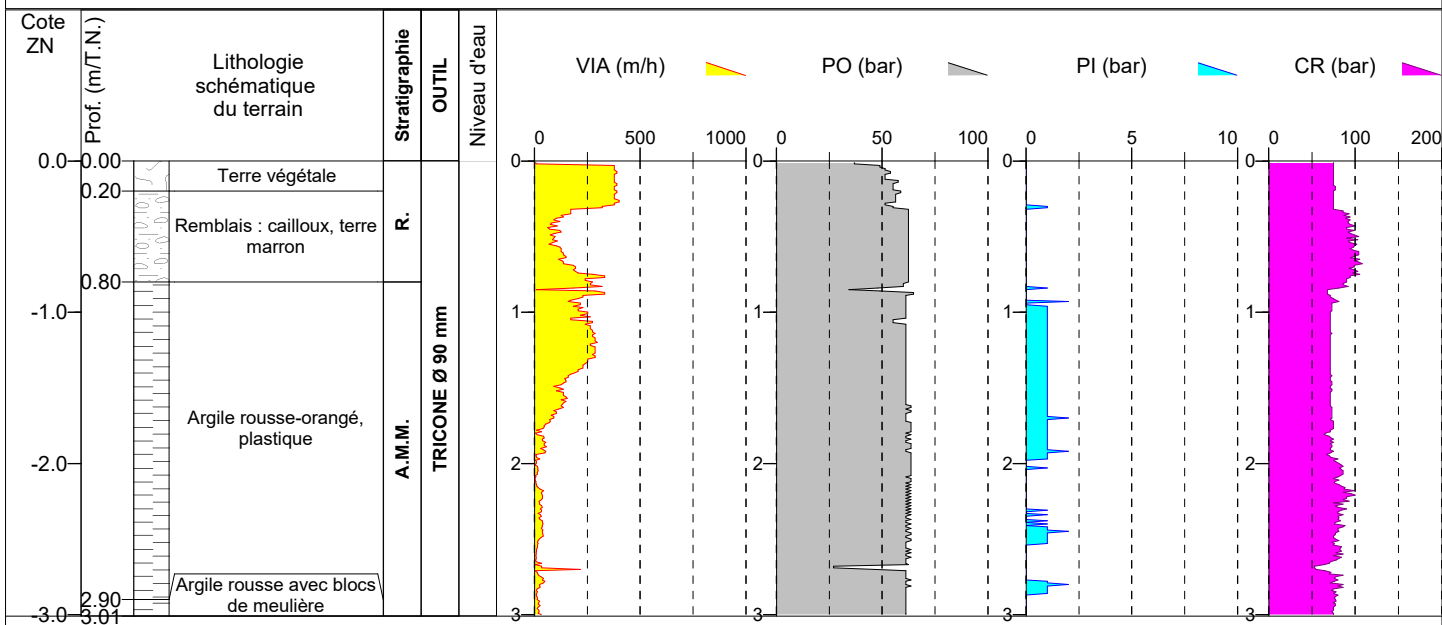 Cote
ZN
Prof. (m/T.N.)
Lithologie
schématique
du terrain
Stratigraphie
OUTIL
Niveau d'eau
VIA (m/h)
PO (bar)
PI (bar)
CR (bar)
0 500 1000
0 50 100
0 5 10
0 100 200
0.0 0.00
0 0 0 0
Terre végétale
0.20
R.
Remblais : cailloux, terre
marron
0.80
-1.0
1 1 1 1
Argile rousse-orangé,
plastique
A.M.M.
TRICONE Ø 90 mm
-2.0
2 2 2 2
Argile rousse avec blocs
de meulière
2.90
-3.0 3.01
3 3 3 3